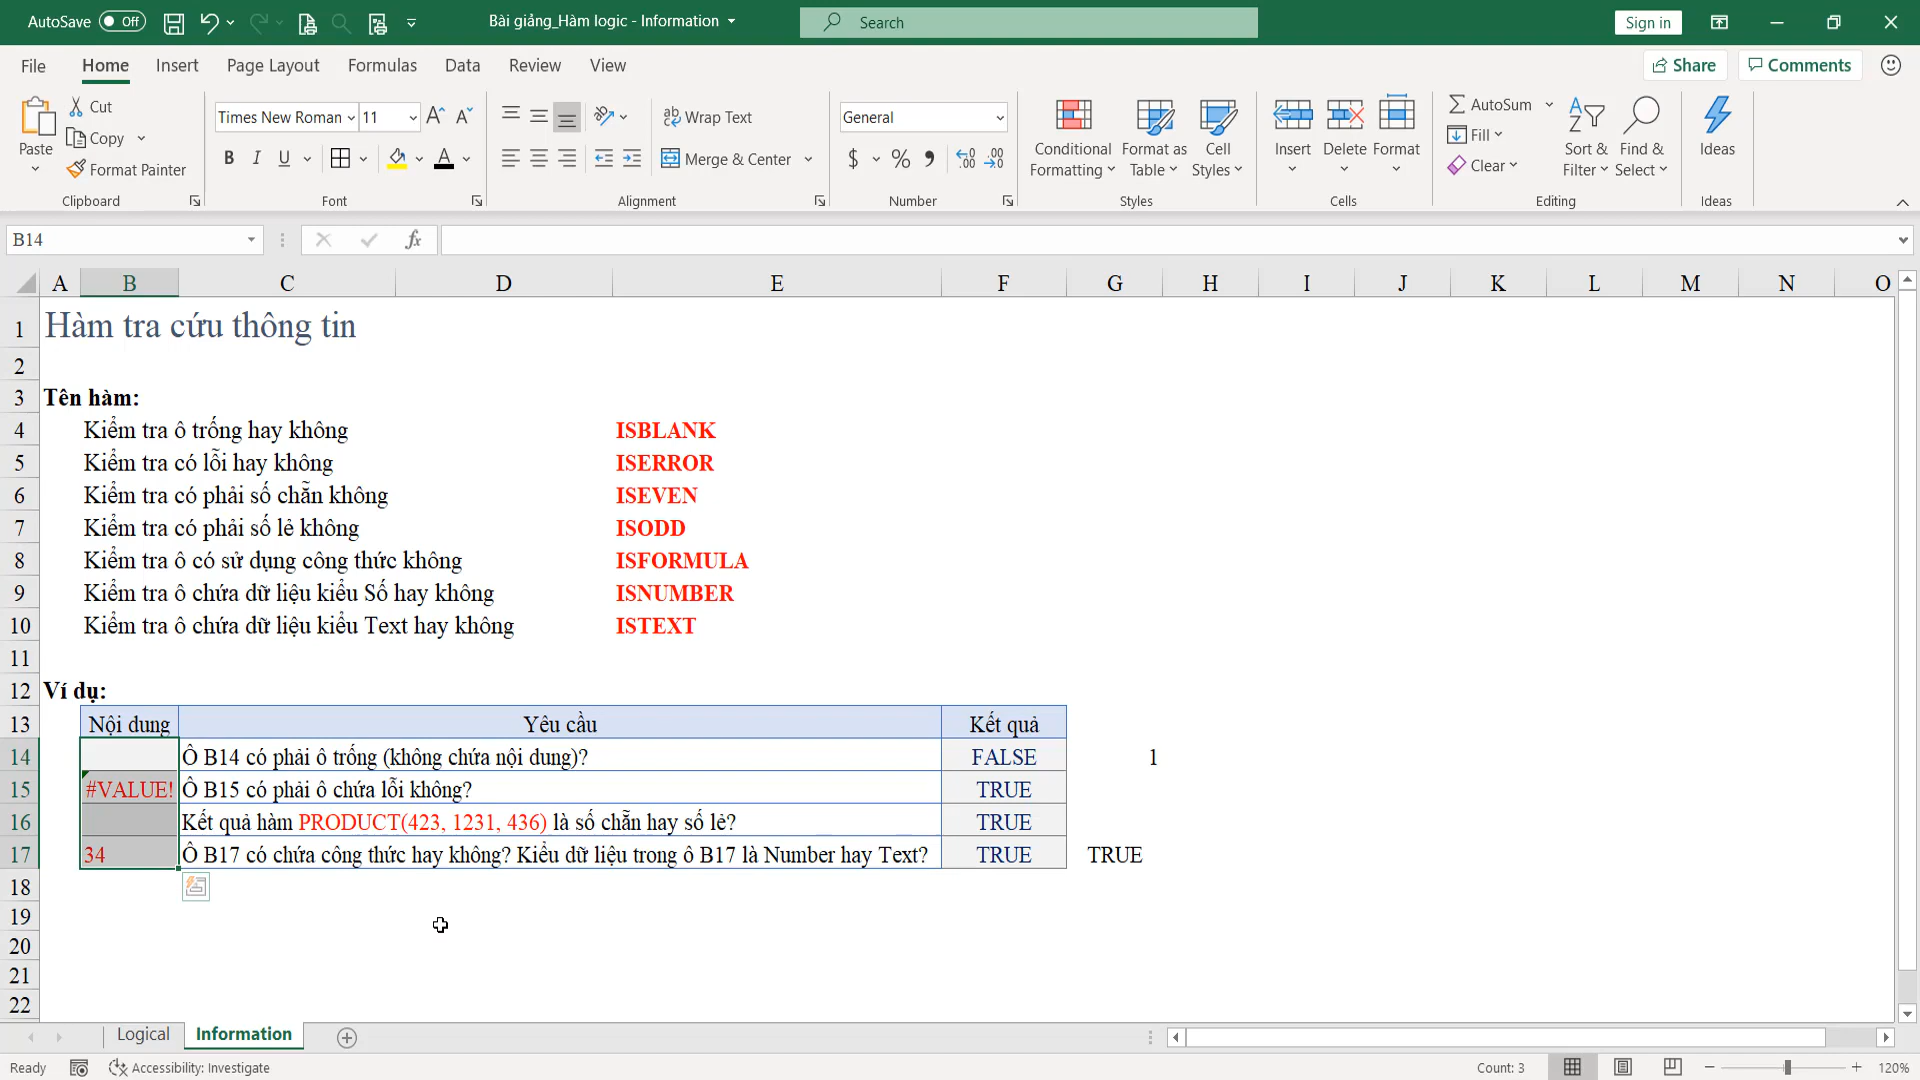 AutoSave Off Bài giảng_Hàm logic - Information Search Sign in
File Home Insert Page Layout Formulas Data Review View Share Comments
Paste Cut Copy Format Painter Clipboard
Times New Roman 11 B I U A Font
Wrap Text Merge & Center Alignment
General $ % Number
Conditional Formatting Format as Table Cell Styles Styles
Insert Delete Format Cells
AutoSum Fill Clear Sort & Filter Find & Select Editing
Ideas Ideas
B14 fx
A B C D E F G H I J K L M N O
1 Hàm tra cứu thông tin
2
3 Tên hàm:
4 Kiểm tra ô trống hay không ISBLANK
5 Kiểm tra có lỗi hay không ISERROR
6 Kiểm tra có phải số chẵn không ISEVEN
7 Kiểm tra có phải số lẻ không ISODD
8 Kiểm tra ô có sử dụng công thức không ISFORMULA
9 Kiểm tra ô chứa dữ liệu kiểu Số hay không ISNUMBER
10 Kiểm tra ô chứa dữ liệu kiểu Text hay không ISTEXT
11
12 Ví dụ:
13 Nội dung Yêu cầu Kết quả
14 Ô B14 có phải ô trống (không chứa nội dung)? FALSE 1
15 #VALUE! Ô B15 có phải ô chứa lỗi không? TRUE
16 Kết quả hàm PRODUCT(423, 1231, 436) là số chẵn hay số lẻ? TRUE
17 34 Ô B17 có chứa công thức hay không? Kiểu dữ liệu trong ô B17 là Number hay Text? TRUE TRUE
18
19
20
21
22
Logical Information
Ready Accessibility: Investigate Count: 3 120%